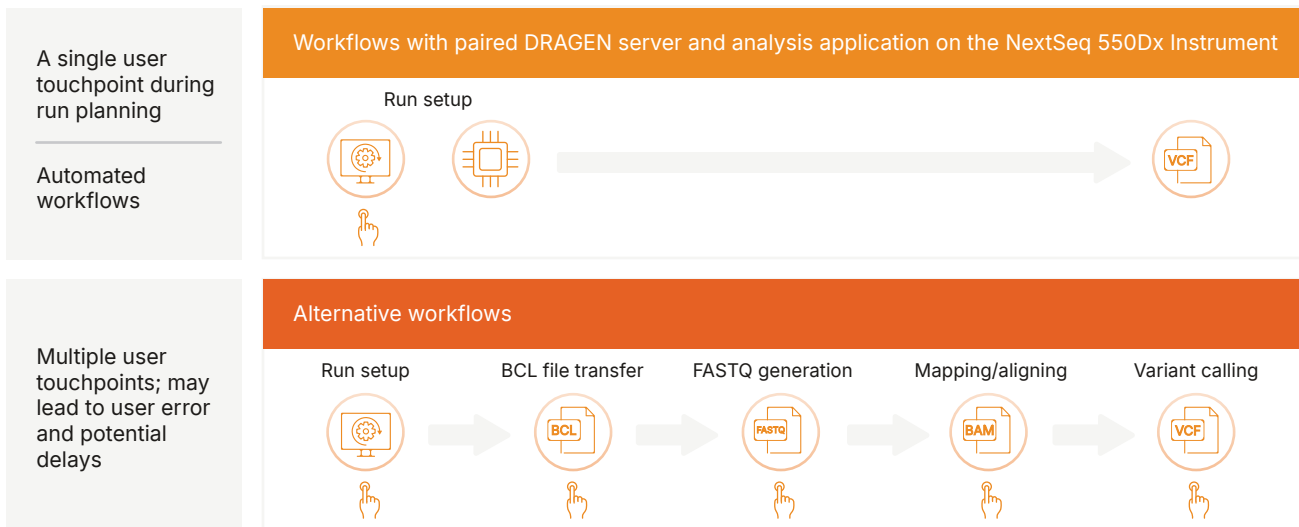 A single user
touchpoint during
run planning
Automated
workflows
Workflows with paired DRAGEN server and analysis application on the NextSeq 550Dx Instrument
Run setup
VCF
Multiple user
touchpoints; may
lead to user error
and potential
delays
Alternative workflows
Run setup
BCL file transfer
FASTQ generation
Mapping/aligning
Variant calling
BCL
FASTQ
BAM
VCF